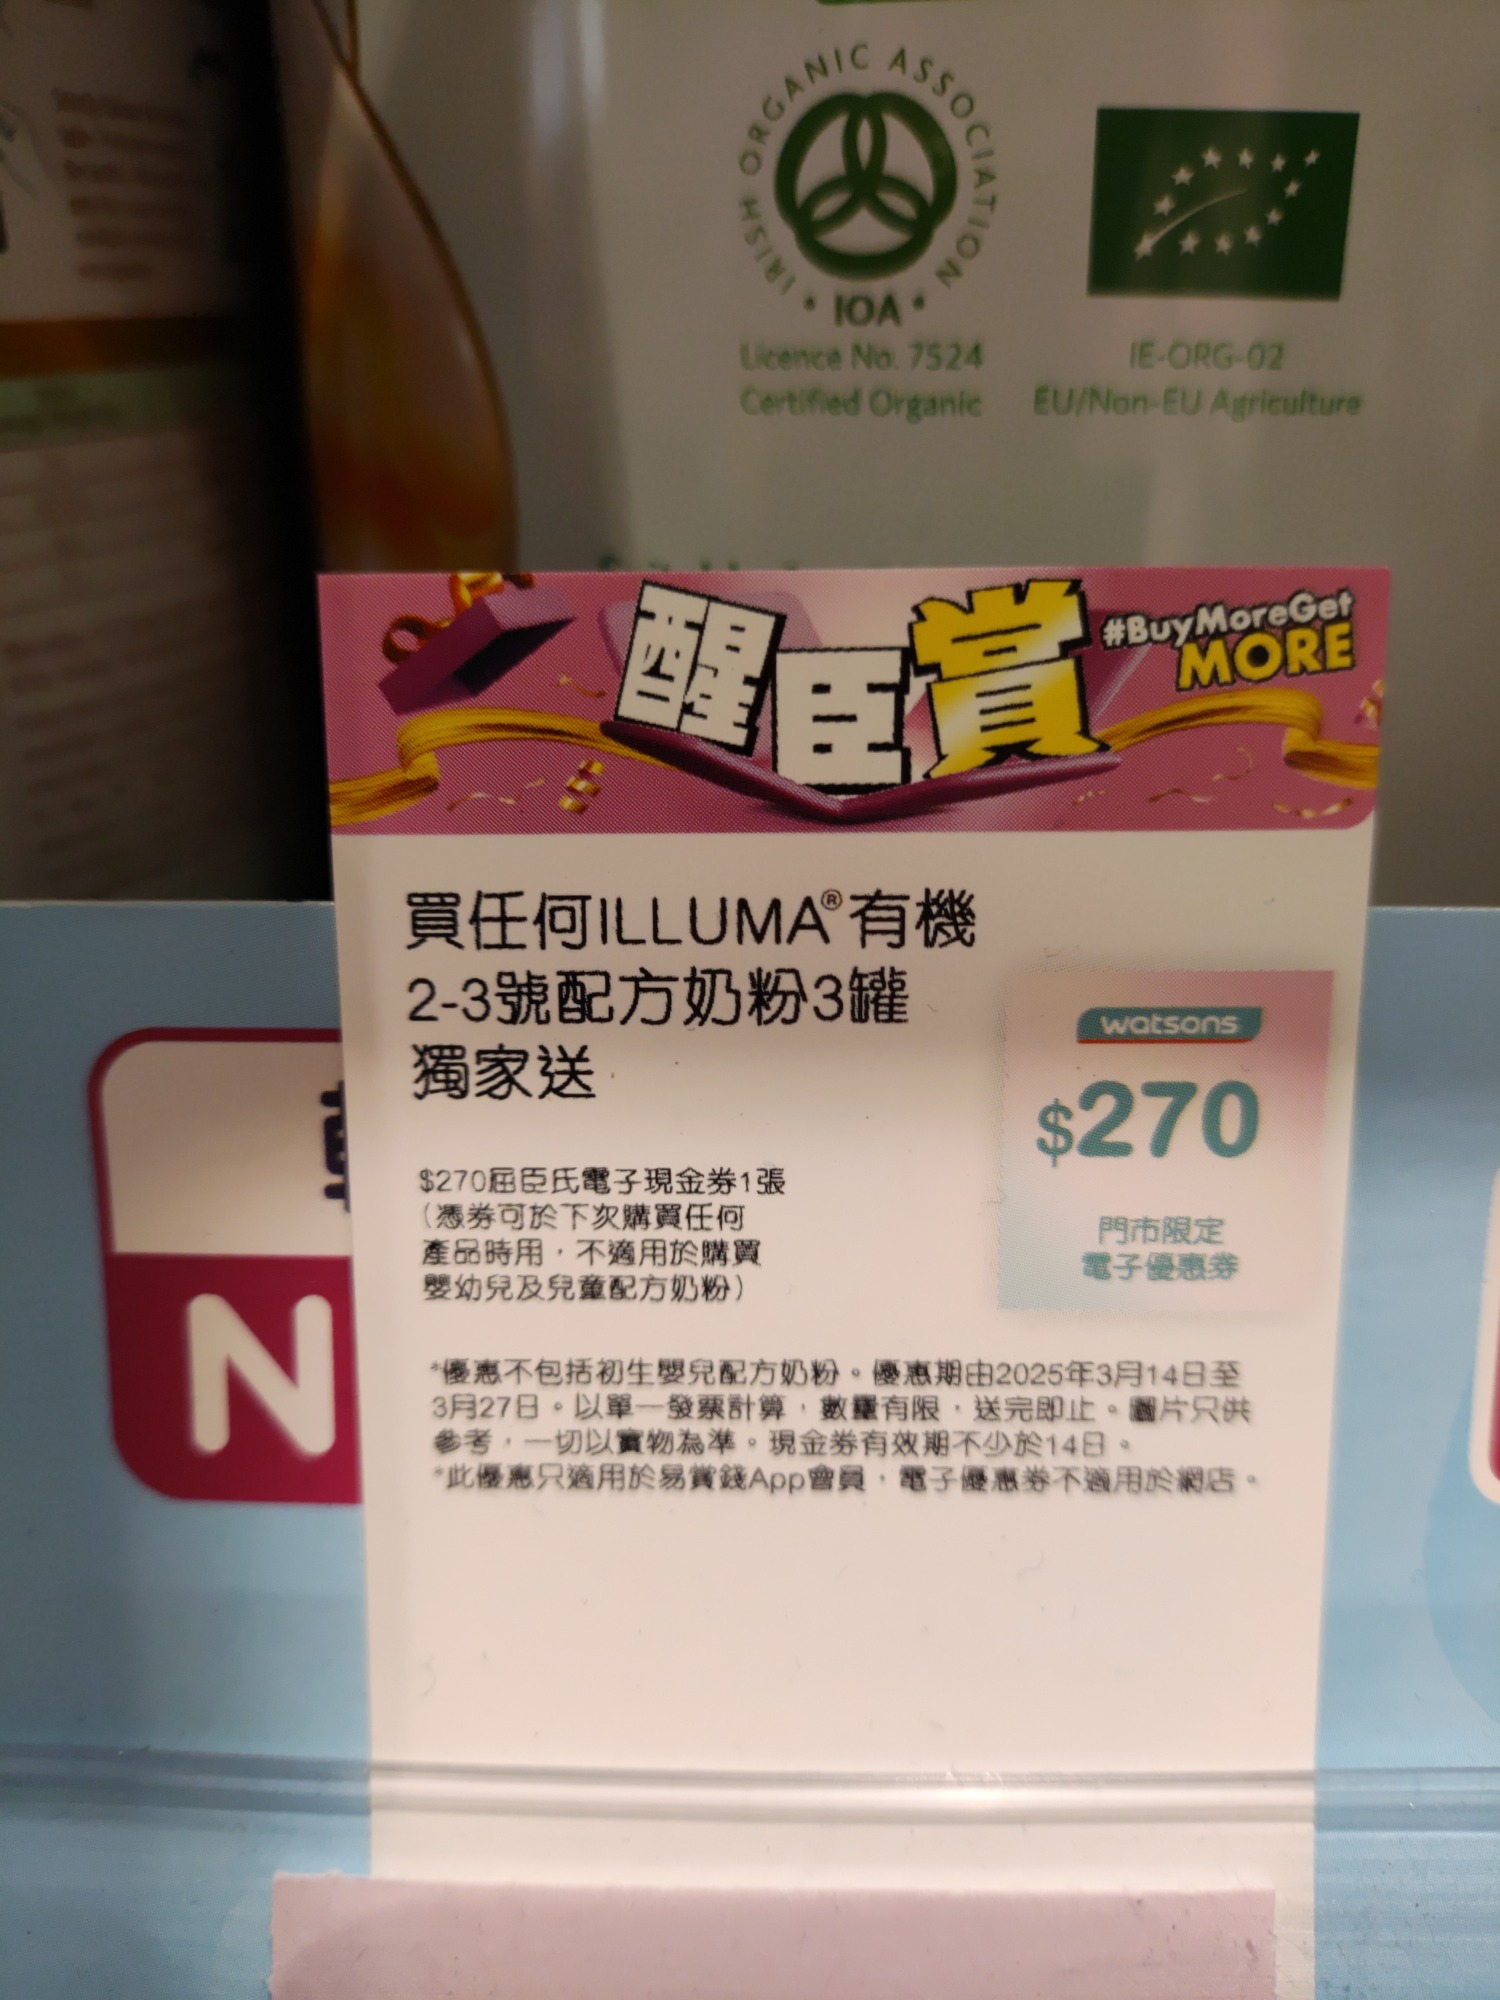 IRISH ORGANIC ASSOCIATION
IOA
Licence No. 7524
Certified Organic
IE-ORG-02
EU/Non-EU Agriculture
醒臣賞
#BuyMoreGet
MORE
買任何ILLUMA®有機
2-3號配方奶粉3罐
獨家送
watsons
$270
門市限定
電子優惠券
$270屈臣氏電子現金券1張
（憑券可於下次購買任何
產品時用，不適用於購買
嬰幼兒及兒童配方奶粉）
*優惠不包括初生嬰兒配方奶粉。優惠期由2025年3月14日至
3月27日。以單一發票計算，數量有限，送完即止。圖片只供
參考，一切以實物為準。現金券有效期不少於14日。
*此優惠只適用於易賞錢App會員，電子優惠券不適用於網店。
N